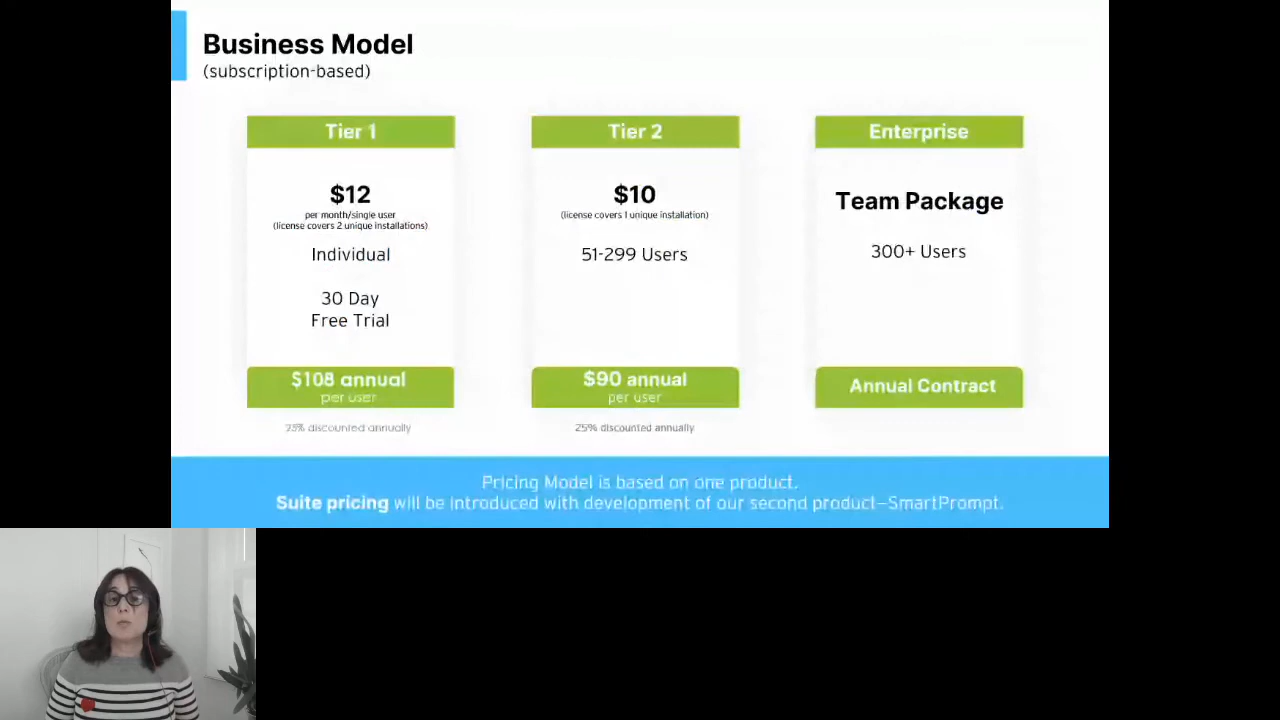 Business Model
(subscription-based)
Tier 1
$12
per month/single user
(license covers 2 unique installations)
Individual
30 Day
Free Trial
$108 annual
per user
25% discounted annually
Tier 2
$10
(license covers 1 unique installation)
51-299 Users
$90 annual
per user
25% discounted annually
Enterprise
Team Package
300+ Users
Annual Contract
Pricing Model is based on one product.
Suite pricing will be introduced with development of our second product—SmartPrompt.